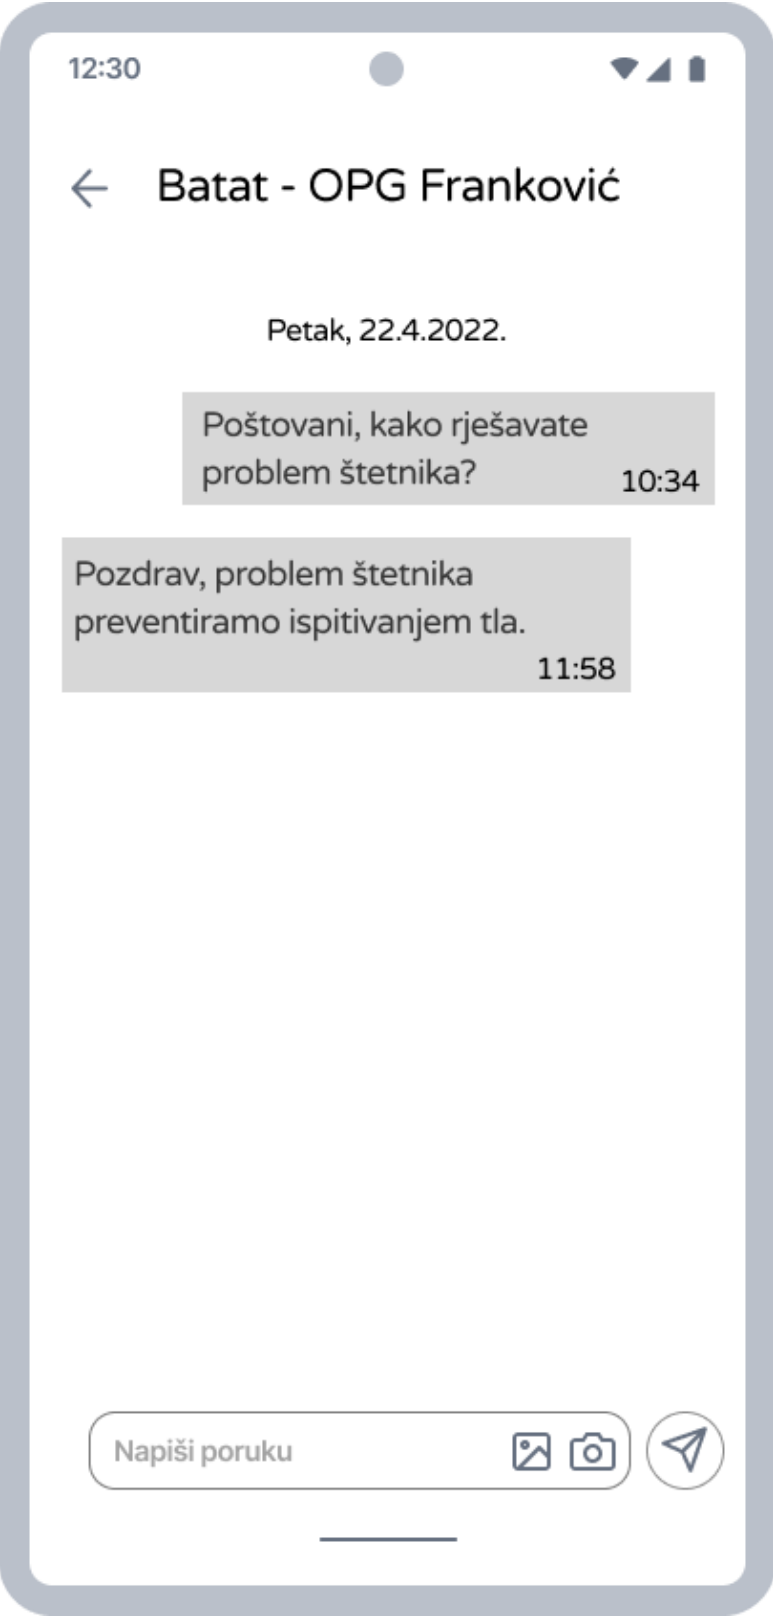 12:30
Batat - OPG Franković
Petak, 22.4.2022.
Poštovani, kako rješavate
problem štetnika?
10:34
Pozdrav, problem štetnika
preventiramo ispitivanjem tla.
11:58
Napiši poruku